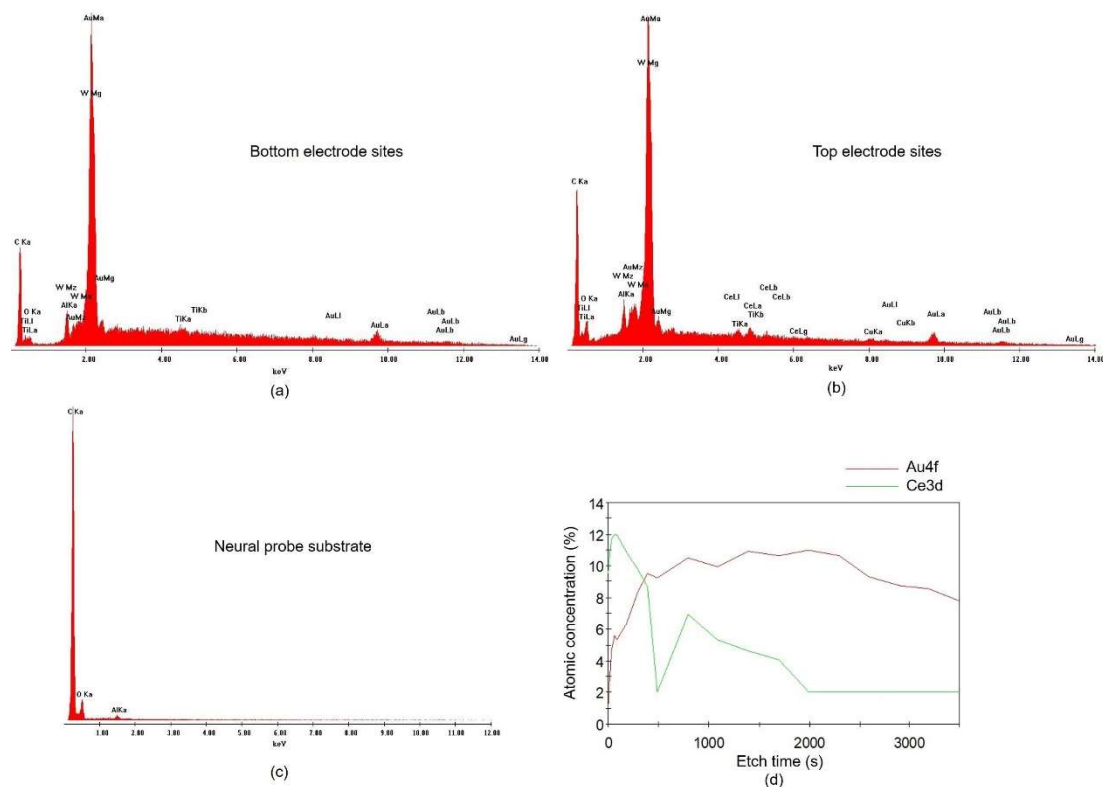 AuMa
W Mg
Bottom electrode sites
C Ka
AuMg
W Mz
W Ma
O Ka
AlKa
TiLl
AuMz
TiLa
TiKb
TiKa
AuLl
AuLa
AuLb
AuLb
AuLb
AuLb
AuLg
2.00 4.00 6.00 8.00 10.00 12.00 14.00
keV
(a)
AuMa
W Mg
Top electrode sites
C Ka
AuMz
W Mz
W Ma
AlKa
O Ka
TiLl
TiLa
AuMg
CeLb
CeLl
CeLb
CeLa
TiKb
TiKa
CeLg
AuLl
AuLa
CuKb
CuKa
AuLb
AuLb
AuLb
AuLb
AuLg
2.00 4.00 6.00 8.00 10.00 12.00 14.00
keV
(b)
C Ka
Neural probe substrate
O Ka
AlKa
1.00 2.00 3.00 4.00 5.00 6.00 7.00 8.00 9.00 10.00 11.00 12.00
keV
(c)
Au4f
Ce3d
Atomic concentration (%)
14
12
10
8
6
4
2
0
0 1000 2000 3000
Etch time (s)
(d)